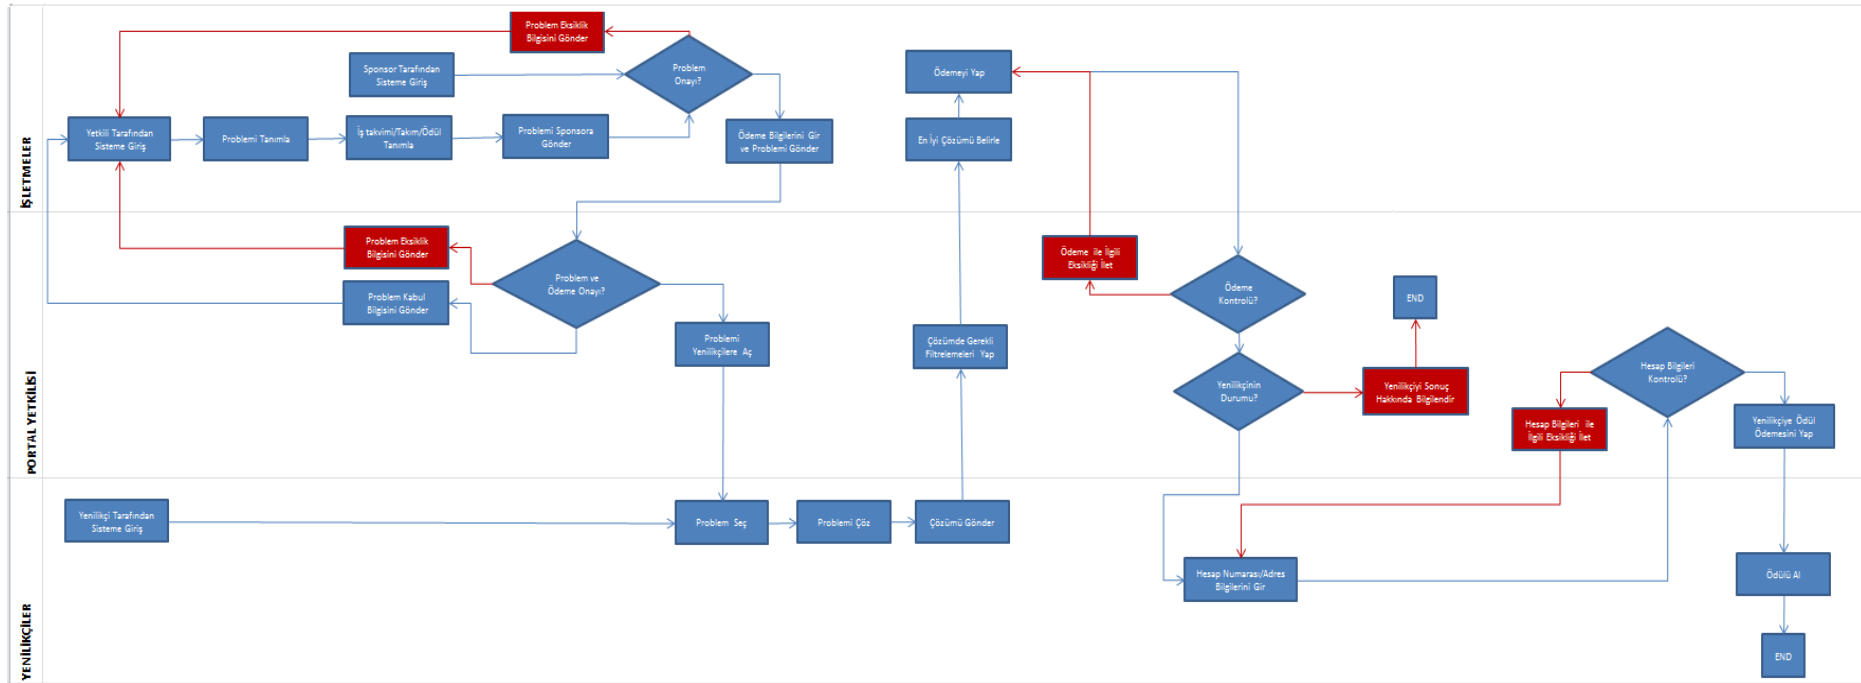 İŞLETMELER
Problem Eksiklik
Bilgisini Gönder
Sponsor Tarafından
Sisteme Giriş
Problem
Onayı?
Yetkili Tarafından
Sisteme Giriş
Problemi Tanımla
İş takvimi/Takım/Ödül
Tanımla
Problemi Sponsora
Gönder
Ödeme Bilgilerini Gir
ve Problemi Gönder
Ödemeyi Yap
En İyi Çözümü Belirle
PORTAL YETKİLİSİ
Problem Eksiklik
Bilgisini Gönder
Problem Kabul
Bilgisini Gönder
Problem ve
Ödeme Onayı?
Problemi
Yenilikçilere Aç
Çözümde Gerekli
Filtrelemeleri Yap
Ödeme ile İlgili
Eksikliği İlet
Ödeme
Kontrolü?
Yenilikçinin
Durumu?
END
Yenilikçiyi Sonuç
Hakkında Bilgilendir
Hesap Bilgileri
Kontrolü?
Hesap Bilgileri ile
İlgili Eksikliği İlet
Yenilikçiye Ödül
Ödemesini Yap
YENİLİKÇİLER
Yenilikçi Tarafından
Sisteme Giriş
Problem Seç
Problemi Çöz
Çözümü Gönder
Hesap Numarası/Adres
Bilgilerini Gir
Ödülü Al
END